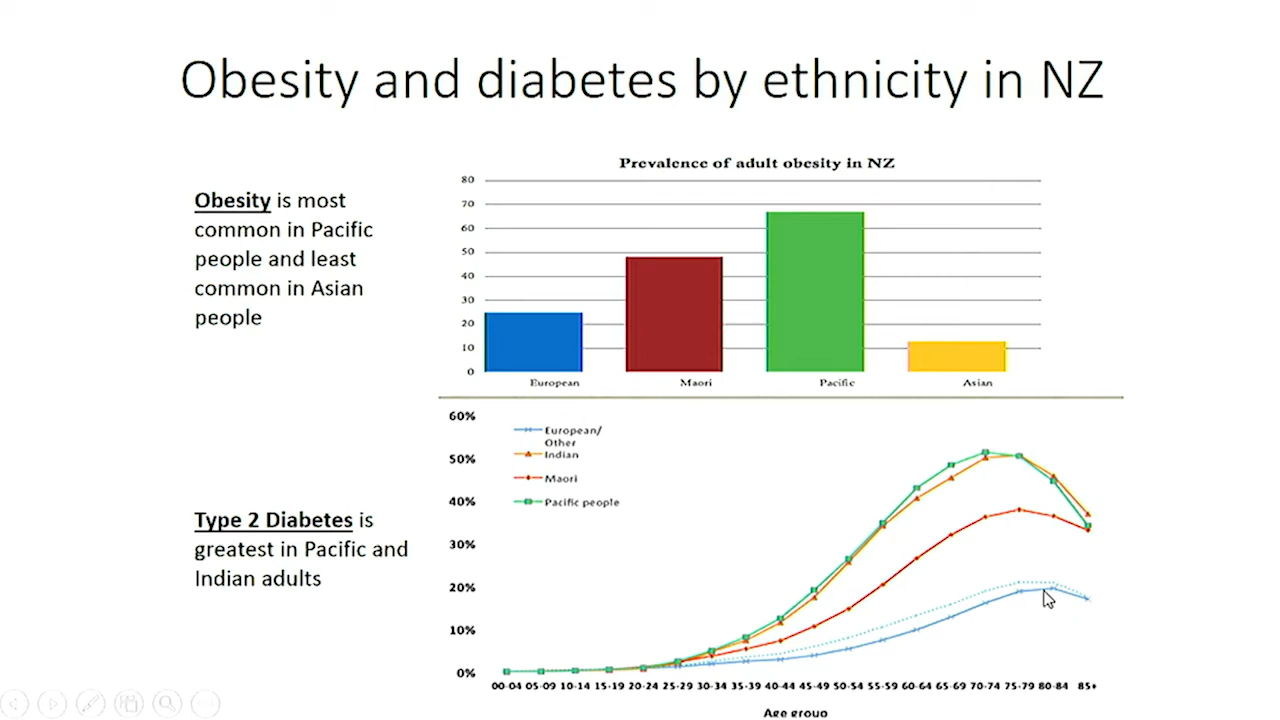 Obesity and diabetes by ethnicity in NZ
Obesity is most
common in Pacific
people and least
common in Asian
people
Prevalence of adult obesity in NZ
80
70
60
50
40
30
20
10
0
European Maori Pacific Asian
Type 2 Diabetes is
greatest in Pacific and
Indian adults
60%
50%
40%
30%
20%
10%
0%
European/
Other
Indian
Maori
Pacific people
00-04 05-09 10-14 15-19 20-24 25-29 30-34 35-39 40-44 45-49 50-54 55-59 60-64 65-69 70-74 75-79 80-84 85+
Age group